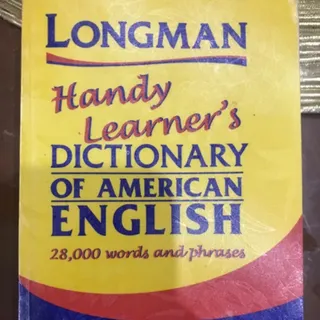 LONGMAN
Handy
Learner's
DICTIONARY
OF AMERICAN
ENGLISH
28,000 words and phrases